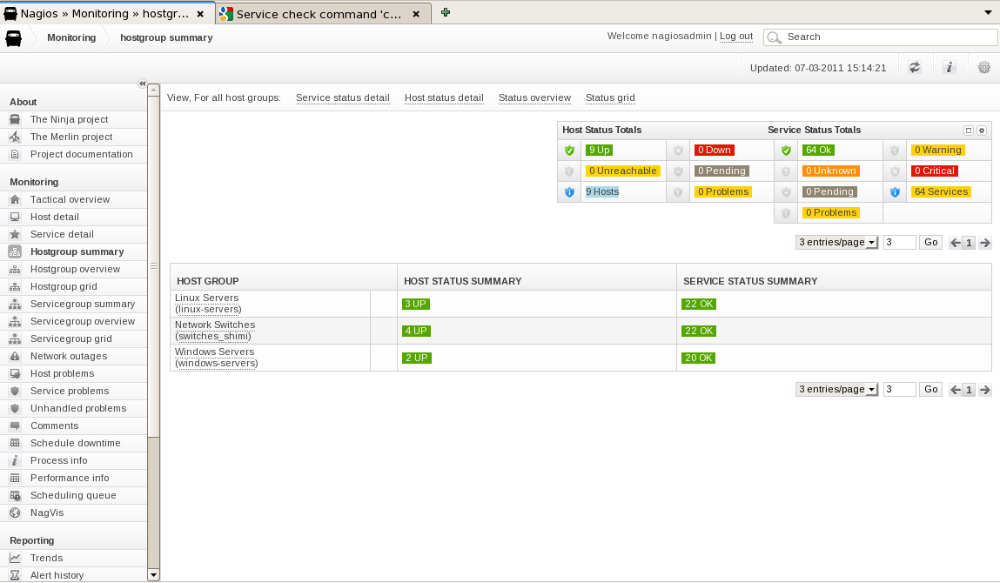 Nagios » Monitoring » hostgr...
Service check command 'c...
Monitoring
hostgroup summary
Welcome nagiosadmin | Log out
Search
Updated: 07-03-2011 15:14:21
About
The Ninja project
The Merlin project
Project documentation
Monitoring
Tactical overview
Host detail
Service detail
Hostgroup summary
Hostgroup overview
Hostgroup grid
Servicegroup summary
Servicegroup overview
Servicegroup grid
Network outages
Host problems
Service problems
Unhandled problems
Comments
Schedule downtime
Process info
Performance info
Scheduling queue
NagVis
Reporting
Trends
Alert history
View, For all host groups: Service status detail Host status detail Status overview Status grid
Host Status Totals Service Status Totals
9 Up 0 Down 64 Ok 0 Warning
0 Unreachable 0 Pending 0 Unknown 0 Critical
9 Hosts 0 Problems 0 Pending 64 Services
0 Problems
3 entries/page 3 Go 1
HOST GROUP HOST STATUS SUMMARY SERVICE STATUS SUMMARY
Linux Servers
(linux-servers)
3 UP 22 OK
Network Switches
(switches_shimi)
4 UP 22 OK
Windows Servers
(windows-servers)
2 UP 20 OK
3 entries/page 3 Go 1